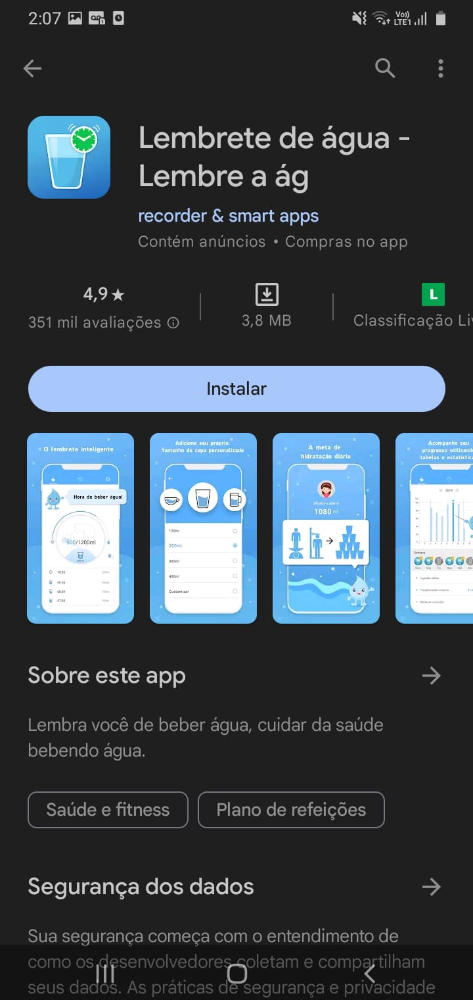 2:07
Vo))
LTE1
Lembrete de água -
Lembre a ág
recorder & smart apps
Contém anúncios • Compras no app
4,9★
351 mil avaliações
3,8 MB
L
Classificação Liv
Instalar
O lembrete inteligente
Hora de beber água!
/1200ml
10:30
09:30
08:30
07:30
Adicione seu próprio
tamanho de copo personalizado
100ml
200ml
300ml
400ml
Customizar
A meta de
hidratação diária
Objetivo diário
1080 ml
Acompanhe seu
progresso utilizando
tabelas e estatística
2019
Semana
Sobre este app
Lembra você de beber água, cuidar da saúde
bebendo água.
Saúde e fitness
Plano de refeições
Segurança dos dados
Sua segurança começa com o entendimento de
como os desenvolvedores coletam e compartilham
seus dados. As práticas de segurança e privacidade